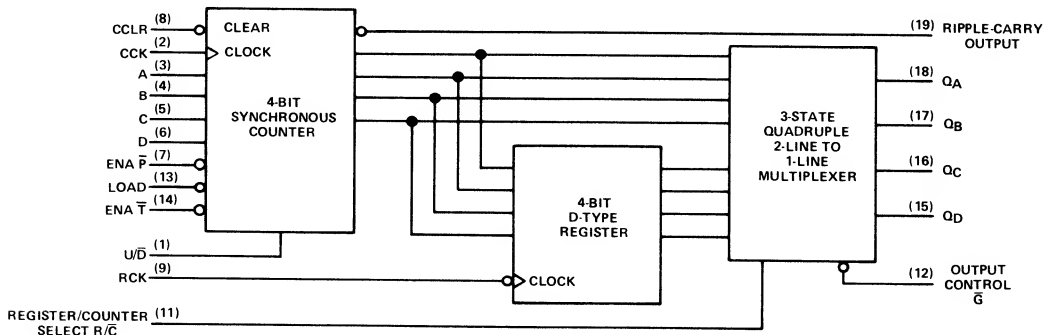 CCLR (8)
CCK (2)
A (3)
B (4)
C (5)
D (6)
ENA P̅ (7)
LOAD (13)
ENA T̅ (14)
U/D̅ (1)
RCK (9)
REGISTER/COUNTER (11)
SELECT R/C̅
CLEAR
CLOCK
4-BIT
SYNCHRONOUS
COUNTER
4-BIT
D-TYPE
REGISTER
CLOCK
3-STATE
QUADRUPLE
2-LINE TO
1-LINE
MULTIPLEXER
(19) RIPPLE-CARRY
OUTPUT
(18) QA
(17) QB
(16) QC
(15) QD
(12) OUTPUT
CONTROL
G̅